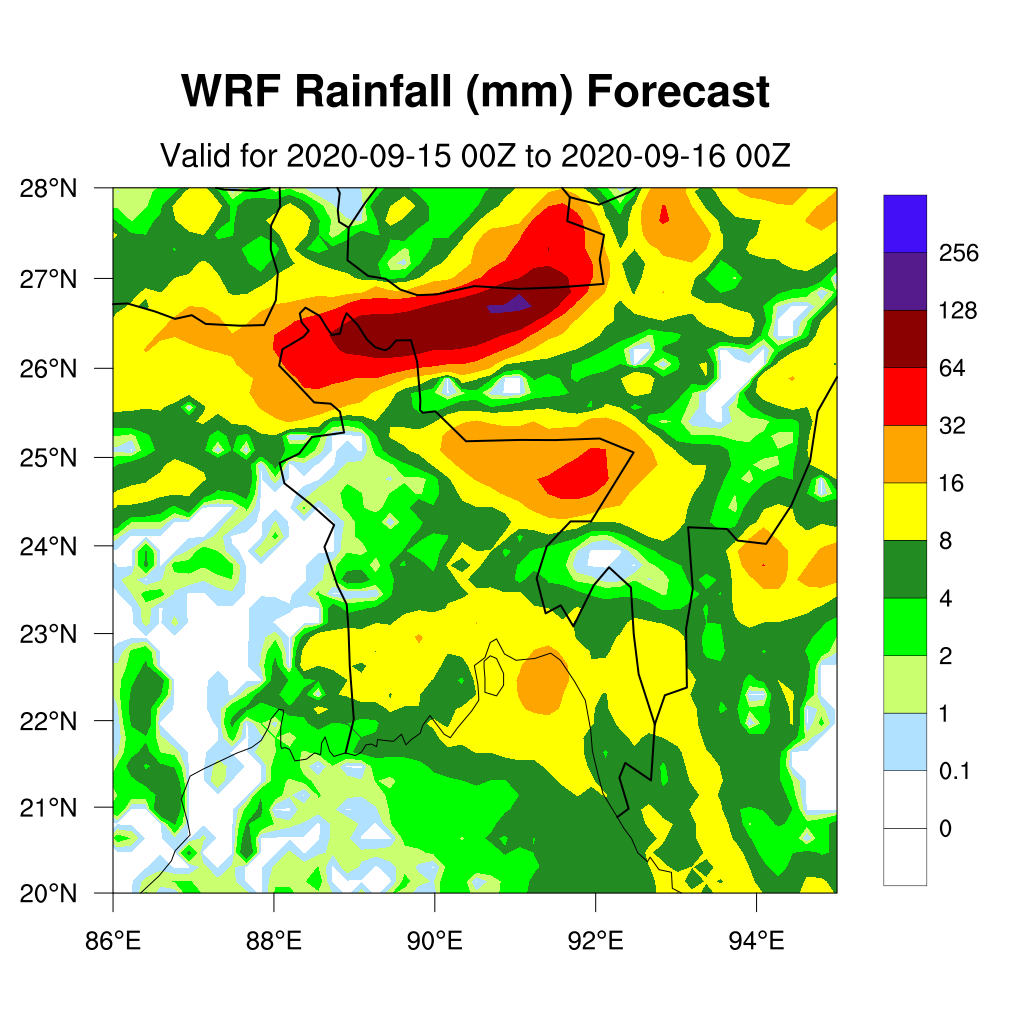 WRF Rainfall (mm) Forecast
Valid for 2020-09-15 00Z to 2020-09-16 00Z
28°N
27°N
26°N
25°N
24°N
23°N
22°N
21°N
20°N
86°E 88°E 90°E 92°E 94°E
256
128
64
32
16
8
4
2
1
0.1
0